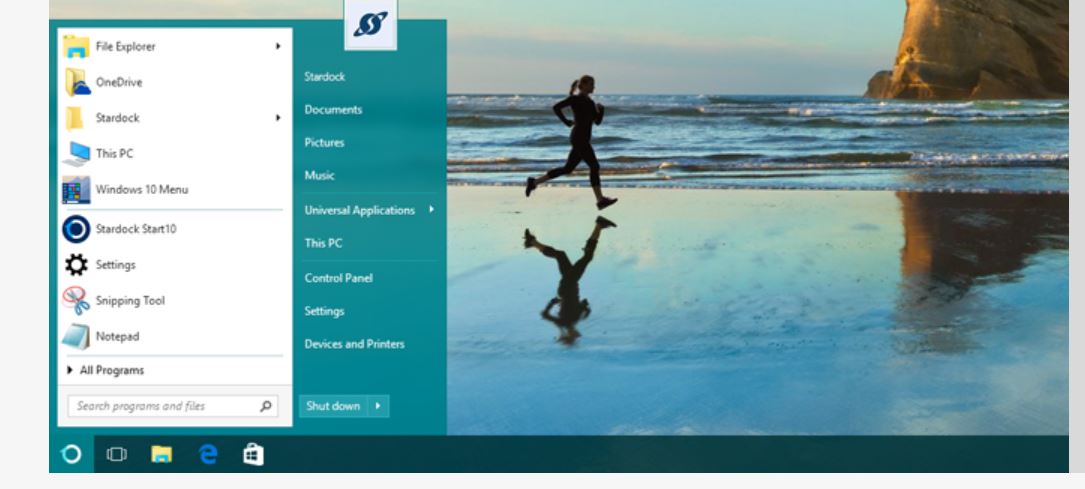 File Explorer
OneDrive
Stardock
This PC
Windows 10 Menu
Stardock Start10
Settings
Snipping Tool
Notepad
All Programs
Search programs and files
Stardock
Documents
Pictures
Music
Universal Applications
This PC
Control Panel
Settings
Devices and Printers
Shut down